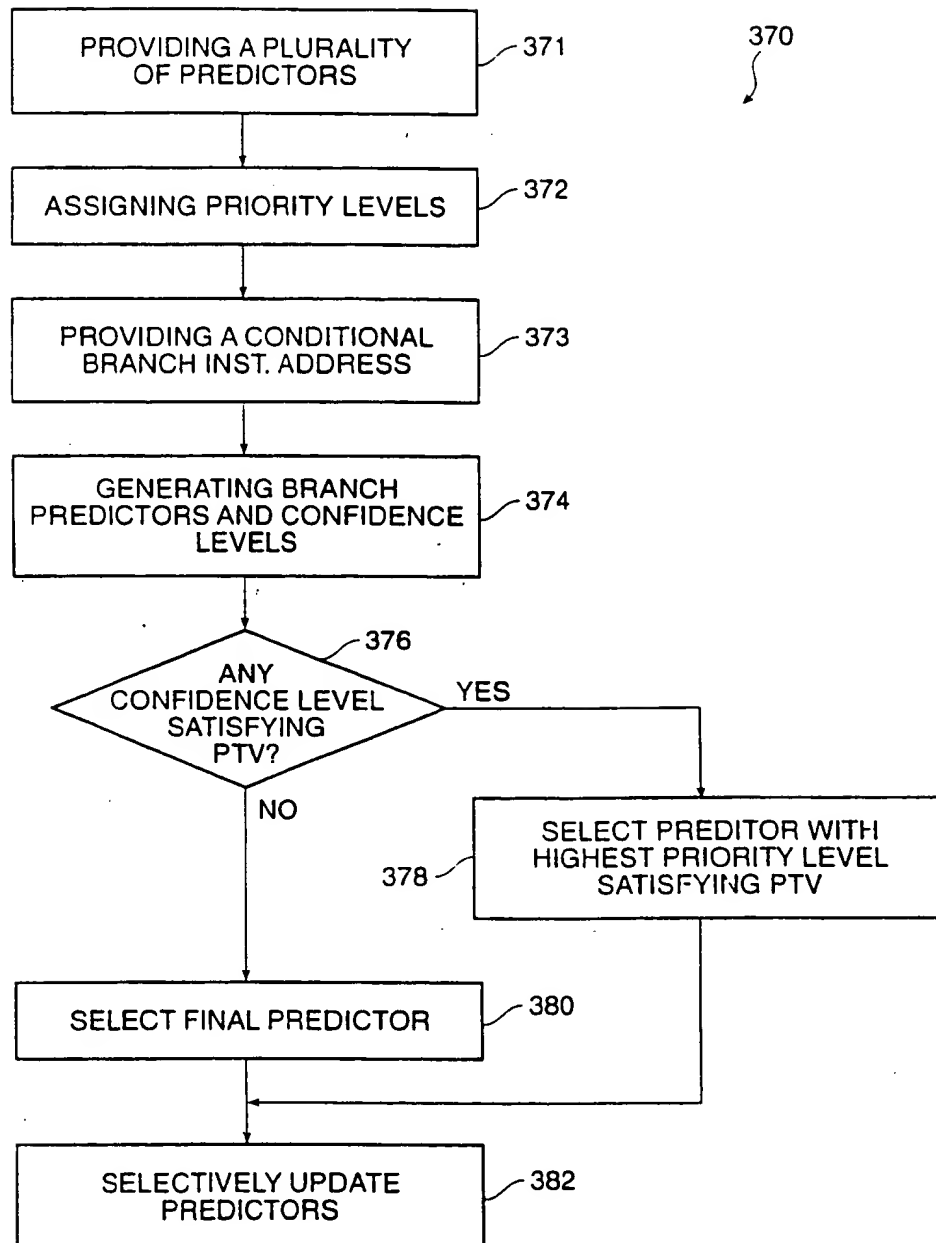 PROVIDING A PLURALITY
OF PREDICTORS
371
370
ASSIGNING PRIORITY LEVELS
372
PROVIDING A CONDITIONAL
BRANCH INST. ADDRESS
373
GENERATING BRANCH
PREDICTORS AND CONFIDENCE
LEVELS
374
376
ANY
CONFIDENCE LEVEL
SATISFYING
PTV?
YES
NO
SELECT PREDITOR WITH
HIGHEST PRIORITY LEVEL
SATISFYING PTV
378
SELECT FINAL PREDICTOR
380
SELECTIVELY UPDATE
PREDICTORS
382